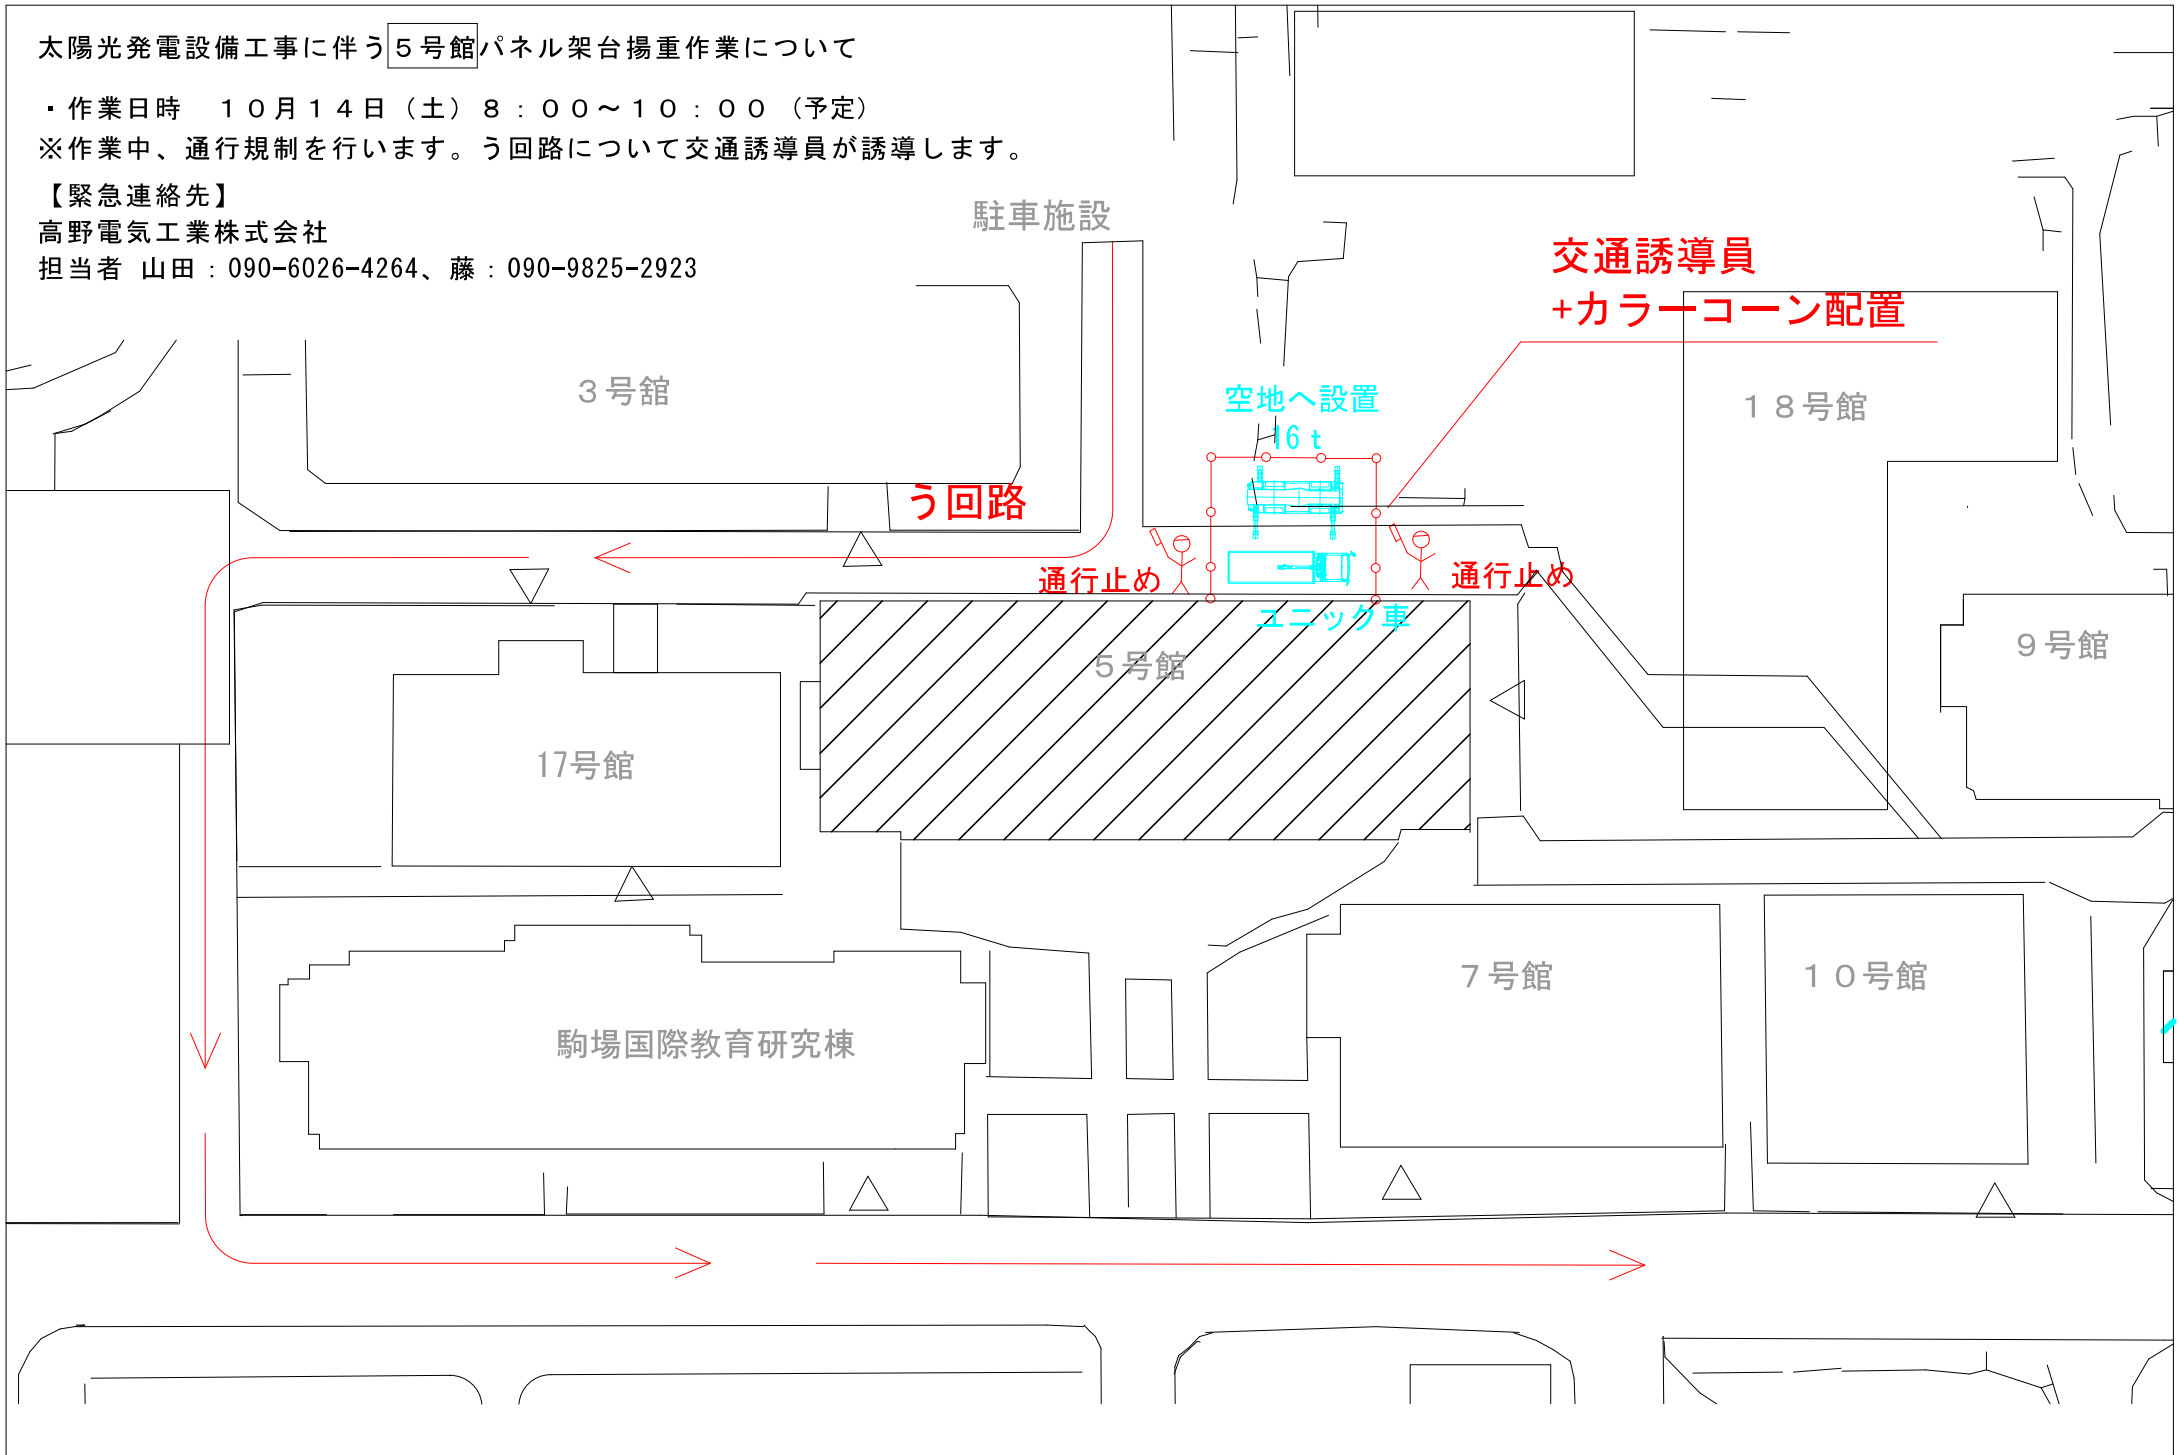 太陽光発電設備工事に伴う５号館パネル架台揚重作業について
・作業日時　１０月１４日（土）８：００～１０：００（予定）
※作業中、通行規制を行います。う回路について交通誘導員が誘導します。
【緊急連絡先】
高野電気工業株式会社
担当者 山田：090-6026-4264、藤：090-9825-2923
駐車施設
交通誘導員
+カラーコーン配置
３号舘
空地へ設置
16ｔ
１８号館
う回路
通行止め
通行止め
ユニック車
５号館
９号館
17号館
７号館
１０号館
駒場国際教育研究棟